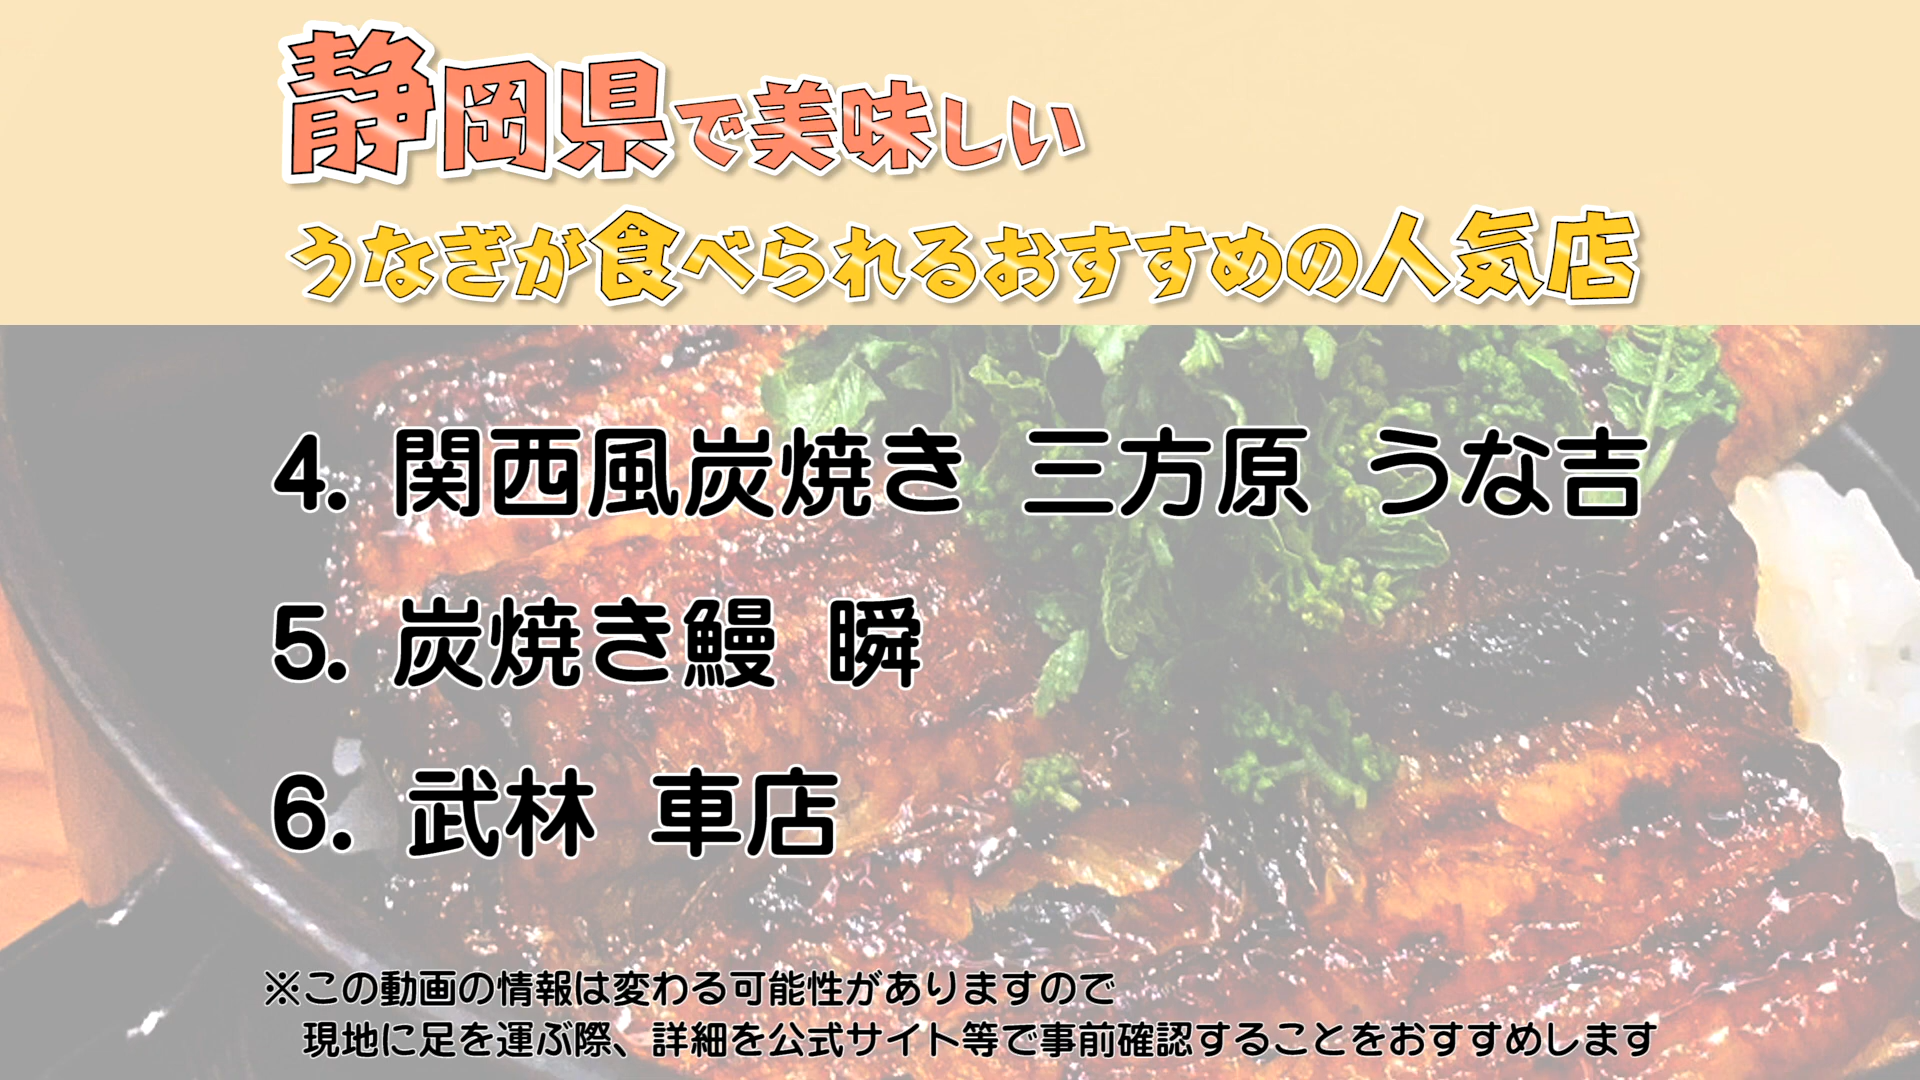 静岡県で美味しい
うなぎが食べられるおすすめの人気店
4. 関西風炭焼き 三方原 うな吉
5. 炭焼き鰻 瞬
6. 武林 車店
※この動画の情報は変わる可能性がありますので
現地に足を運ぶ際、詳細を公式サイト等で事前確認することをおすすめします